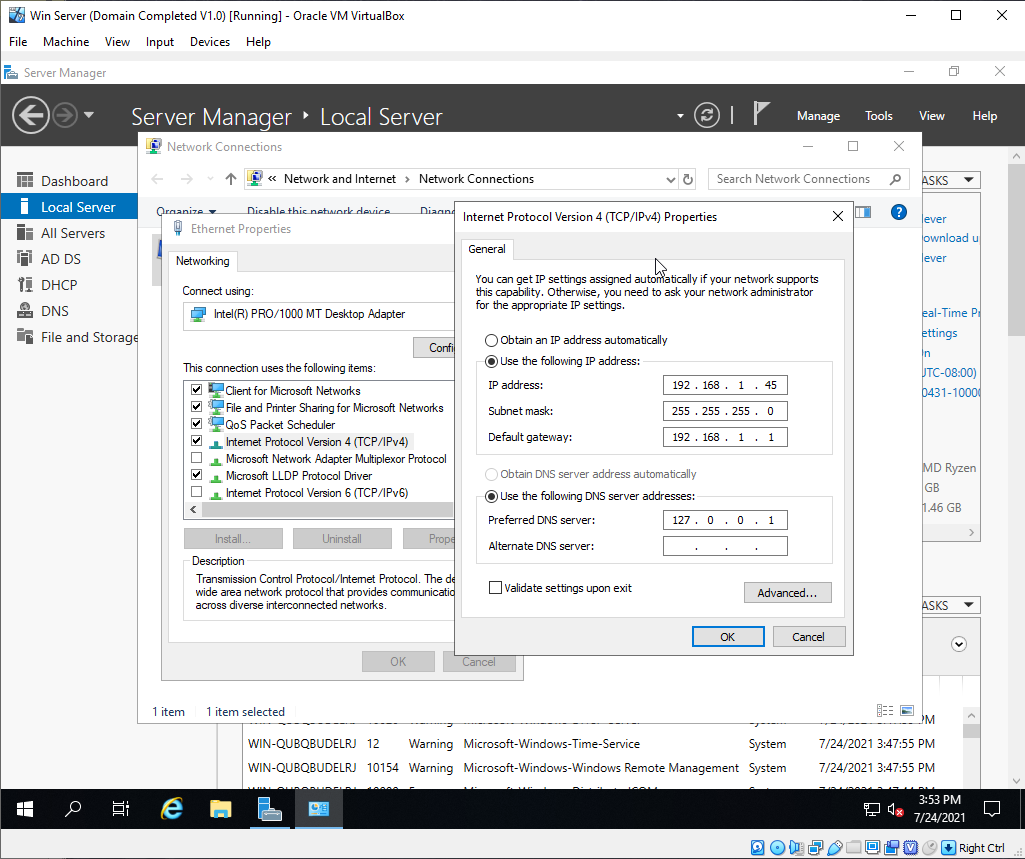 Win Server (Domain Completed V1.0) [Running] - Oracle VM VirtualBox
File Machine View Input Devices Help
Server Manager
Server Manager ‣ Local Server
Manage Tools View Help
Network Connections
Network and Internet > Network Connections
Search Network Connections
Dashboard
Local Server
All Servers
AD DS
DHCP
DNS
File and Storage
Organize
Disable this network device
Ethernet Properties
Networking
Connect using:
Intel(R) PRO/1000 MT Desktop Adapter
This connection uses the following items:
Client for Microsoft Networks
File and Printer Sharing for Microsoft Networks
QoS Packet Scheduler
Internet Protocol Version 4 (TCP/IPv4)
Microsoft Network Adapter Multiplexor Protocol
Microsoft LLDP Protocol Driver
Internet Protocol Version 6 (TCP/IPv6)
Install...
Uninstall
Description
Transmission Control Protocol/Internet Protocol. The de
wide area network protocol that provides communicatio
across diverse interconnected networks.
OK
Cancel
Internet Protocol Version 4 (TCP/IPv4) Properties
General
You can get IP settings assigned automatically if your network supports
this capability. Otherwise, you need to ask your network administrator
for the appropriate IP settings.
Obtain an IP address automatically
Use the following IP address:
IP address: 192 . 168 . 1 . 45
Subnet mask: 255 . 255 . 255 . 0
Default gateway: 192 . 168 . 1 . 1
Obtain DNS server address automatically
Use the following DNS server addresses:
Preferred DNS server: 127 . 0 . 0 . 1
Alternate DNS server: . . .
Validate settings upon exit
Advanced...
OK
Cancel
ASKS
ever
ownload u
ever
eal-Time Pr
ettings
n
UTC-08:00)
0431-1000
MD Ryzen
GB
1.46 GB
ASKS
1 item
1 item selected
WIN-QUBQBUDELRJ 12 Warning Microsoft-Windows-Time-Service System 7/24/2021 3:47:55 PM
WIN-QUBQBUDELRJ 10154 Warning Microsoft-Windows-Windows Remote Management System 7/24/2021 3:47:55 PM
3:53 PM
7/24/2021
Right Ctrl